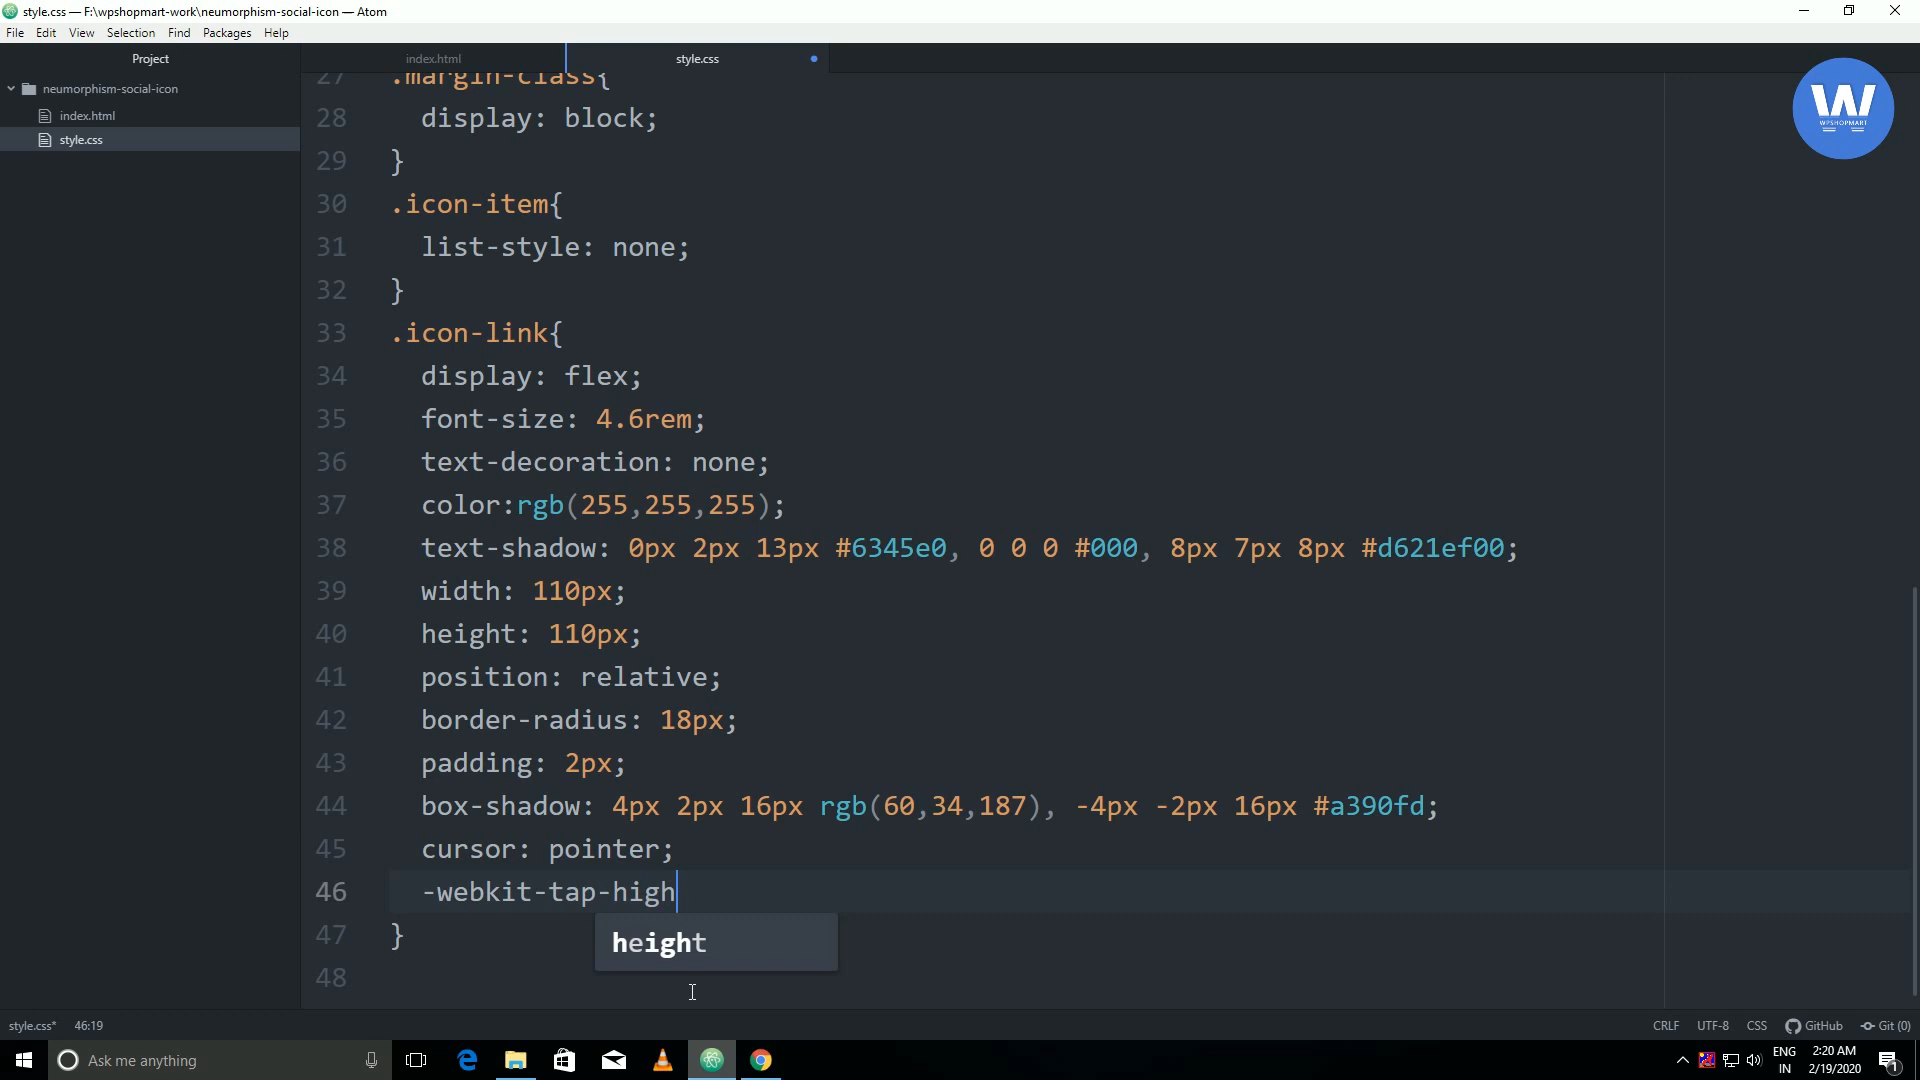 style.css — F:\wpshopmart-work\neumorphism-social-icon — Atom
File Edit View Selection Find Packages Help
Project
index.html
style.css
neumorphism-social-icon
index.html
style.css
27 .margin-class{
28 display: block;
29 }
30 .icon-item{
31 list-style: none;
32 }
33 .icon-link{
34 display: flex;
35 font-size: 4.6rem;
36 text-decoration: none;
37 color:rgb(255,255,255);
38 text-shadow: 0px 2px 13px #6345e0, 0 0 0 #000, 8px 7px 8px #d621ef00;
39 width: 110px;
40 height: 110px;
41 position: relative;
42 border-radius: 18px;
43 padding: 2px;
44 box-shadow: 4px 2px 16px rgb(60,34,187), -4px -2px 16px #a390fd;
45 cursor: pointer;
46 -webkit-tap-high
47 }
height
48
W
WPSHOPMART
style.css* 46:19
CRLF UTF-8 CSS GitHub Git (0)
Ask me anything
ENG
IN
2:20 AM
2/19/2020
1